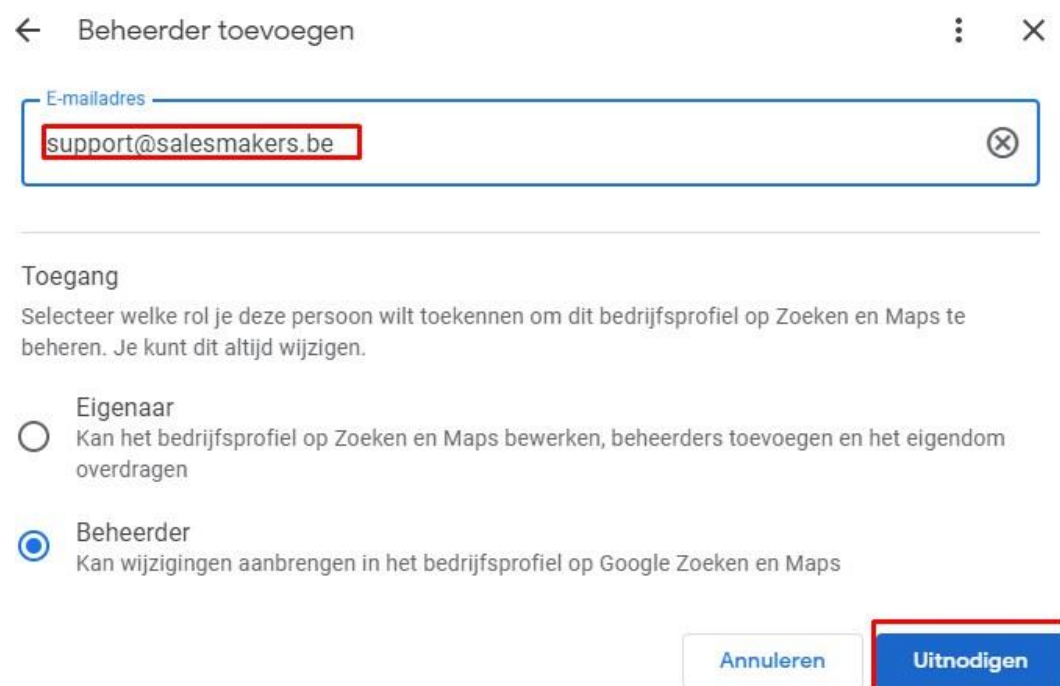 Beheerder toevoegen
E-mailadres
support@salesmakers.be
Toegang
Selecteer welke rol je deze persoon wilt toekennen om dit bedrijfsprofiel op Zoeken en Maps te
beheren. Je kunt dit altijd wijzigen.
Eigenaar
Kan het bedrijfsprofiel op Zoeken en Maps bewerken, beheerders toevoegen en het eigendom
overdragen
Beheerder
Kan wijzigingen aanbrengen in het bedrijfsprofiel op Google Zoeken en Maps
Annuleren
Uitnodigen